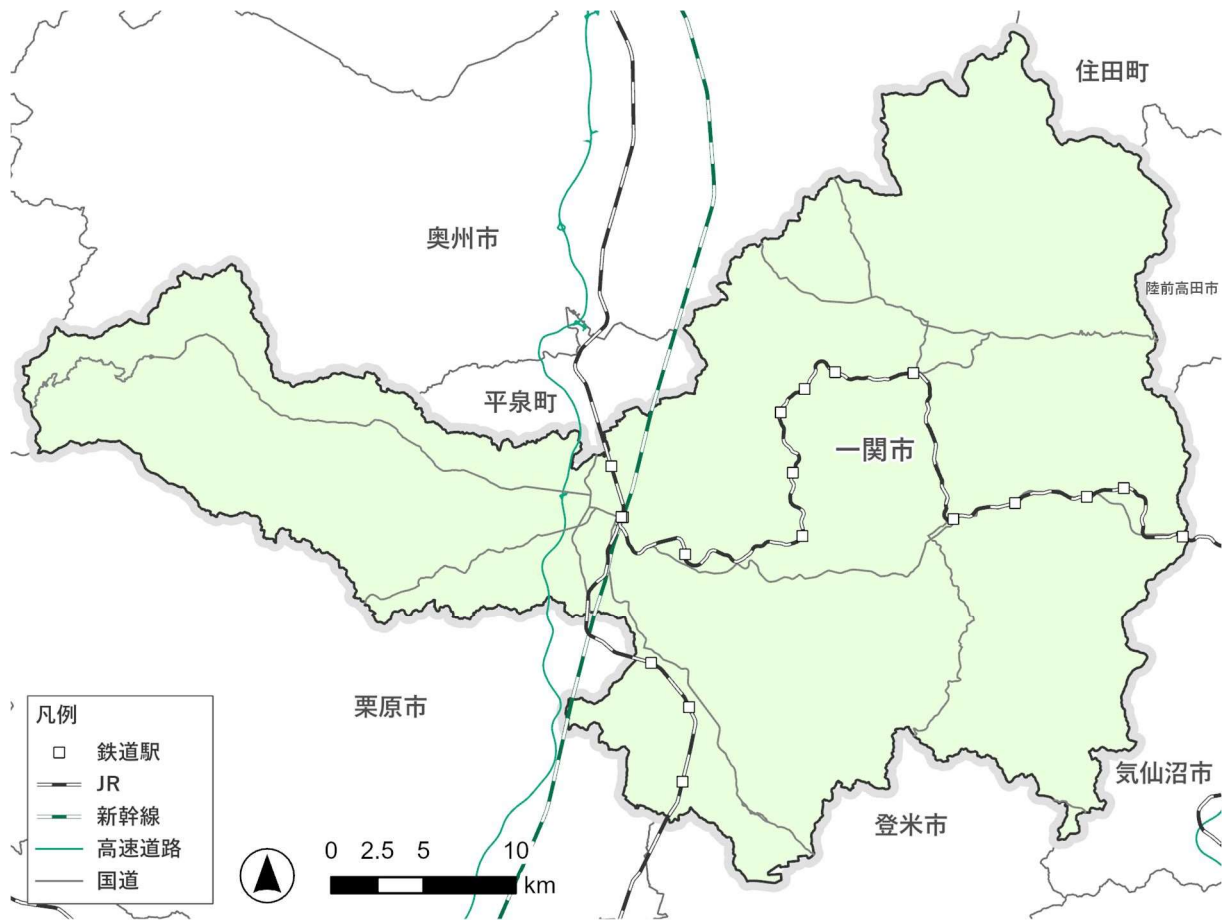 住田町
奥州市
陸前高田市
平泉町
一関市
栗原市
気仙沼市
登米市
凡例
鉄道駅
JR
新幹線
高速道路
国道
0 2.5 5 10
km